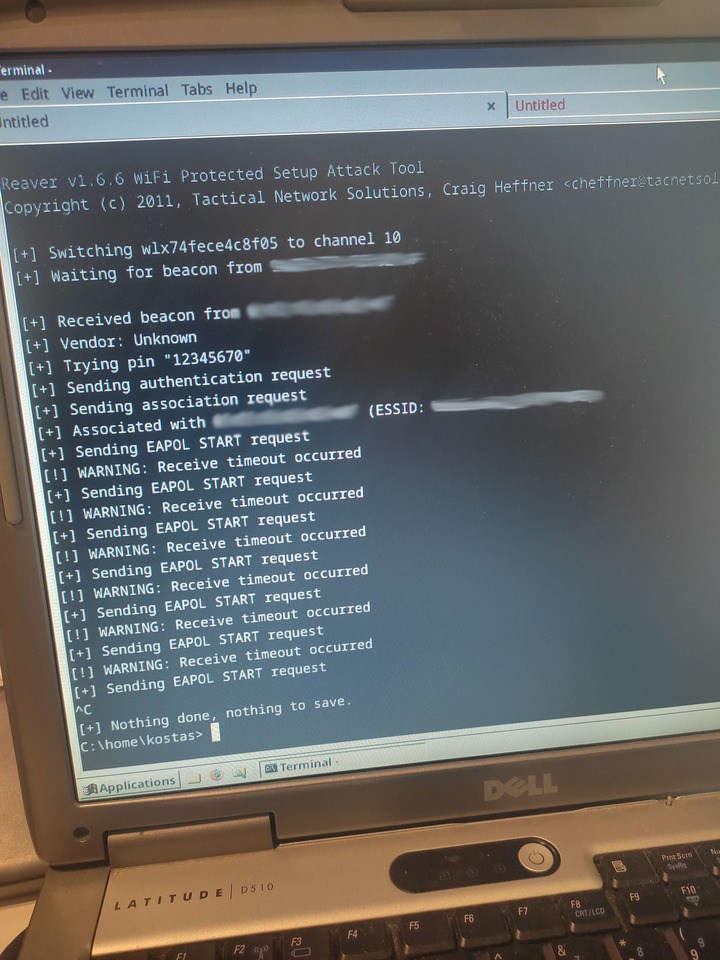 erminal -
e Edit View Terminal Tabs Help
ntitled × Untitled
Reaver v1.6.6 WiFi Protected Setup Attack Tool
Copyright (c) 2011, Tactical Network Solutions, Craig Heffner <cheffner@tacnetsol
[+] Switching wlx74fece4c8f05 to channel 10
[+] Waiting for beacon from
[+] Received beacon from
[+] Vendor: Unknown
[+] Trying pin "12345670"
[+] Sending authentication request
[+] Sending association request
[+] Associated with (ESSID:
[+] Sending EAPOL START request
[!] WARNING: Receive timeout occurred
[+] Sending EAPOL START request
[!] WARNING: Receive timeout occurred
[+] Sending EAPOL START request
[!] WARNING: Receive timeout occurred
[+] Sending EAPOL START request
[!] WARNING: Receive timeout occurred
[+] Sending EAPOL START request
[!] WARNING: Receive timeout occurred
[+] Sending EAPOL START request
[!] WARNING: Receive timeout occurred
[+] Sending EAPOL START request
^C
[+] Nothing done, nothing to save.
C:\home\kostas>
Applications Terminal -
DELL
LATITUDE | D510
Prnt Scrn
SysRq
F1 F2 F3 F4 F5 F6 F7 F8 F9 F10
CRT/LCD
& * ( 7 8 9